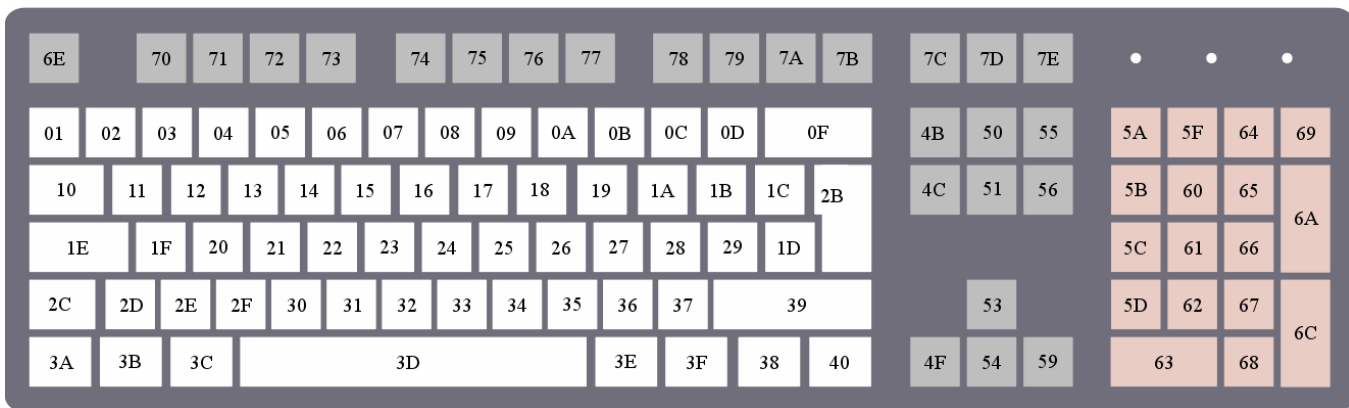 6E 70 71 72 73 74 75 76 77 78 79 7A 7B 7C 7D 7E
01 02 03 04 05 06 07 08 09 0A 0B 0C 0D 0F 4B 50 55 5A 5F 64 69
10 11 12 13 14 15 16 17 18 19 1A 1B 1C 2B 4C 51 56 5B 60 65 6A
1E 1F 20 21 22 23 24 25 26 27 28 29 1D 5C 61 66
2C 2D 2E 2F 30 31 32 33 34 35 36 37 39 53 5D 62 67 6C
3A 3B 3C 3D 3E 3F 38 40 4F 54 59 63 68